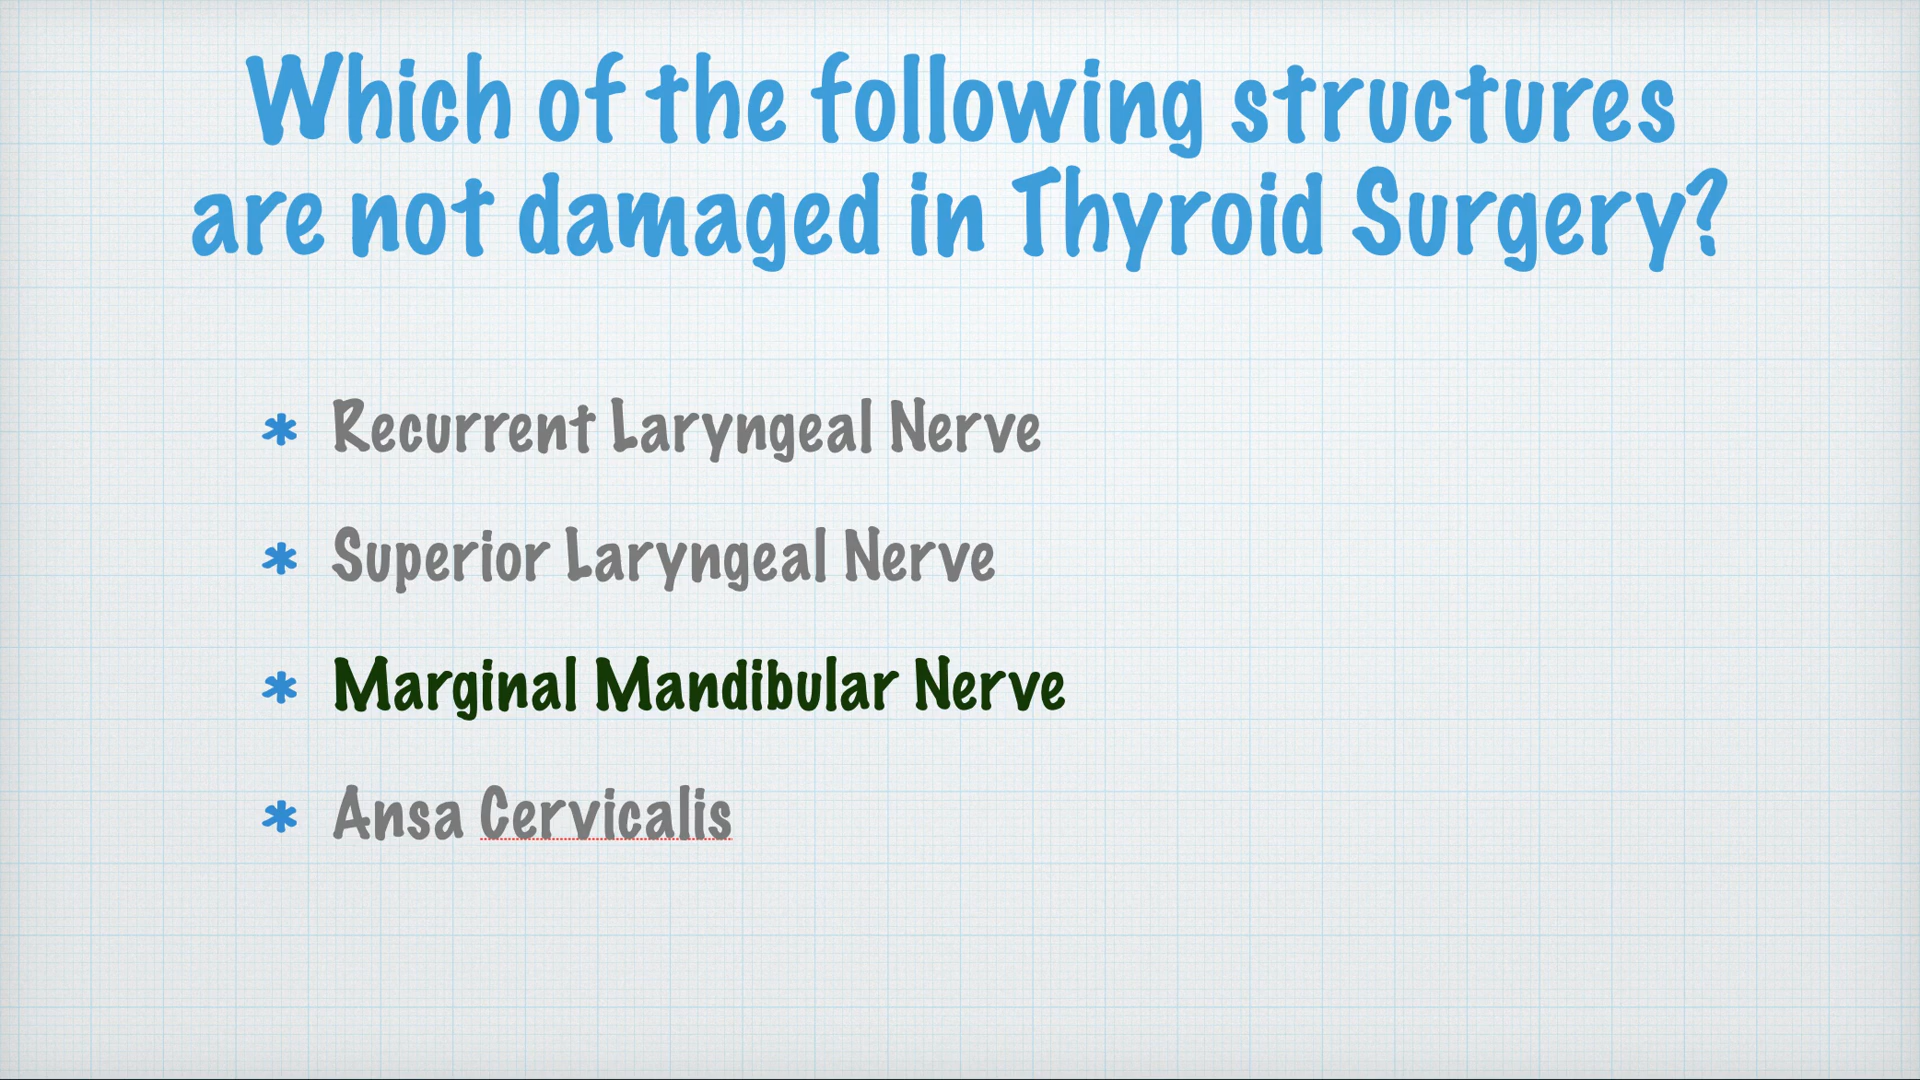 Which of the following structures
are not damaged in Thyroid Surgery?
* Recurrent Laryngeal Nerve
* Superior Laryngeal Nerve
* Marginal Mandibular Nerve
* Ansa Cervicalis